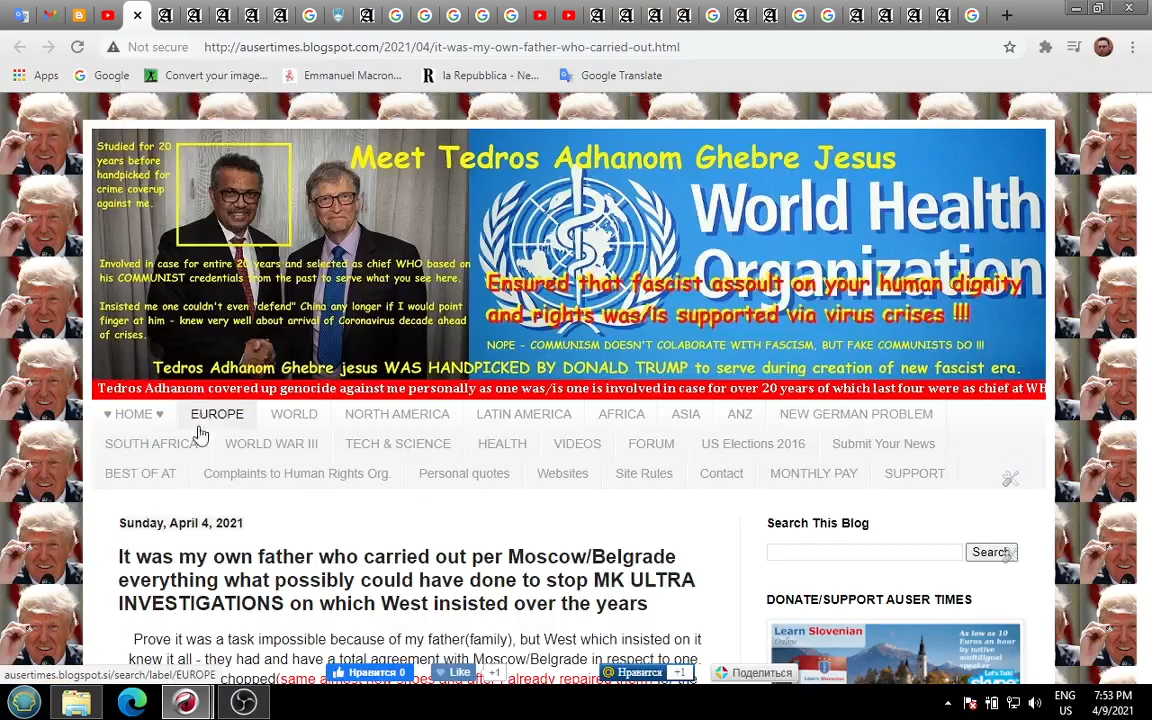 Not secure
http://ausertimes.blogspot.com/2021/04/it-was-my-own-father-who-carried-out.html
Apps
Google
Convert your image...
Emmanuel Macron...
la Repubblica - Ne...
Google Translate
Studied for 20
years before
handpicked for
crime coverup
against me.
Meet Tedros Adhanom Ghebre Jesus
World Health
Organization
Involved in case for entire 20 years and selected as chief WHO based on
his COMMUNIST credentials from the past to serve what you see here.
Ensured that fascist assoult on your human dignity
and rights was/is supported via virus crises !!!
Insisted me one couldn't even "defend" China any longer if I would point
finger at him - knew very well about arrival of Coronavirus decade ahead
of crises.
NOPE - COMMUNISM DOESN'T COLABORATE WITH FASCISM, BUT FAKE COMMUNISTS DO !!!
Tedros Adhanom Ghebre jesus WAS HANDPICKED BY DONALD TRUMP to serve during creation of new fascist era.
Tedros Adhanom covered up genocide against me personally as one was/is one is involved in case for over 20 years of which last four were as chief at WH
♥ HOME ♥ EUROPE WORLD NORTH AMERICA LATIN AMERICA AFRICA ASIA ANZ NEW GERMAN PROBLEM
SOUTH AFRICA WORLD WAR III TECH & SCIENCE HEALTH VIDEOS FORUM US Elections 2016 Submit Your News
BEST OF AT Complaints to Human Rights Org. Personal quotes Websites Site Rules Contact MONTHLY PAY SUPPORT
Sunday, April 4, 2021
It was my own father who carried out per Moscow/Belgrade
everything what possibly could have done to stop MK ULTRA
INVESTIGATIONS on which West insisted over the years
Prove it was a task impossible because of my father(family), but West which insisted on it
knew it all - they had and have a total agreement with Moscow/Belgrade in respect to one.
Search This Blog
Search
DONATE/SUPPORT AUSER TIMES
Learn Slovenian
As low as 10
Euros an hour
by native
multilingual
speaker
ausertimes.blogspot.si/search/label/EUROPE
Нравится 0
Like
+1
Нравится
+1
Поделиться
ENG
US
7:53 PM
4/9/2021